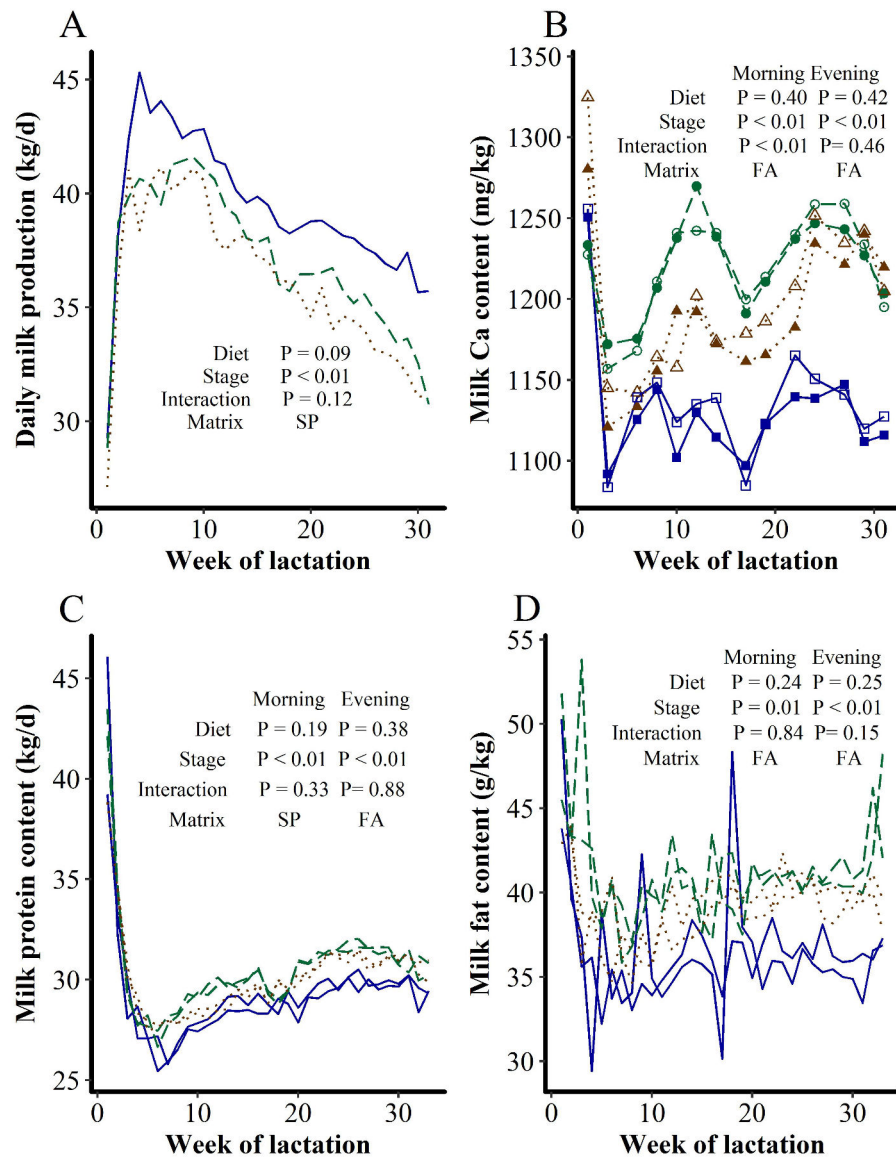 A
Daily milk production (kg/d)
45
40
35
30
Diet P = 0.09
Stage P < 0.01
Interaction P = 0.12
Matrix SP
0 10 20 30
Week of lactation
B
Milk Ca content (mg/kg)
1350
1300
1250
1200
1150
1100
Morning Evening
Diet P = 0.40 P = 0.42
Stage P < 0.01 P < 0.01
Interaction P < 0.01 P= 0.46
Matrix FA FA
0 10 20 30
Week of lactation
C
Milk protein content (kg/d)
45
40
35
30
25
Morning Evening
Diet P = 0.19 P = 0.38
Stage P < 0.01 P < 0.01
Interaction P = 0.33 P= 0.88
Matrix SP FA
0 10 20 30
Week of lactation
D
Milk fat content (g/kg)
55
50
45
40
35
30
Morning Evening
Diet P = 0.24 P = 0.25
Stage P = 0.01 P < 0.01
Interaction P = 0.84 P= 0.15
Matrix FA FA
0 10 20 30
Week of lactation